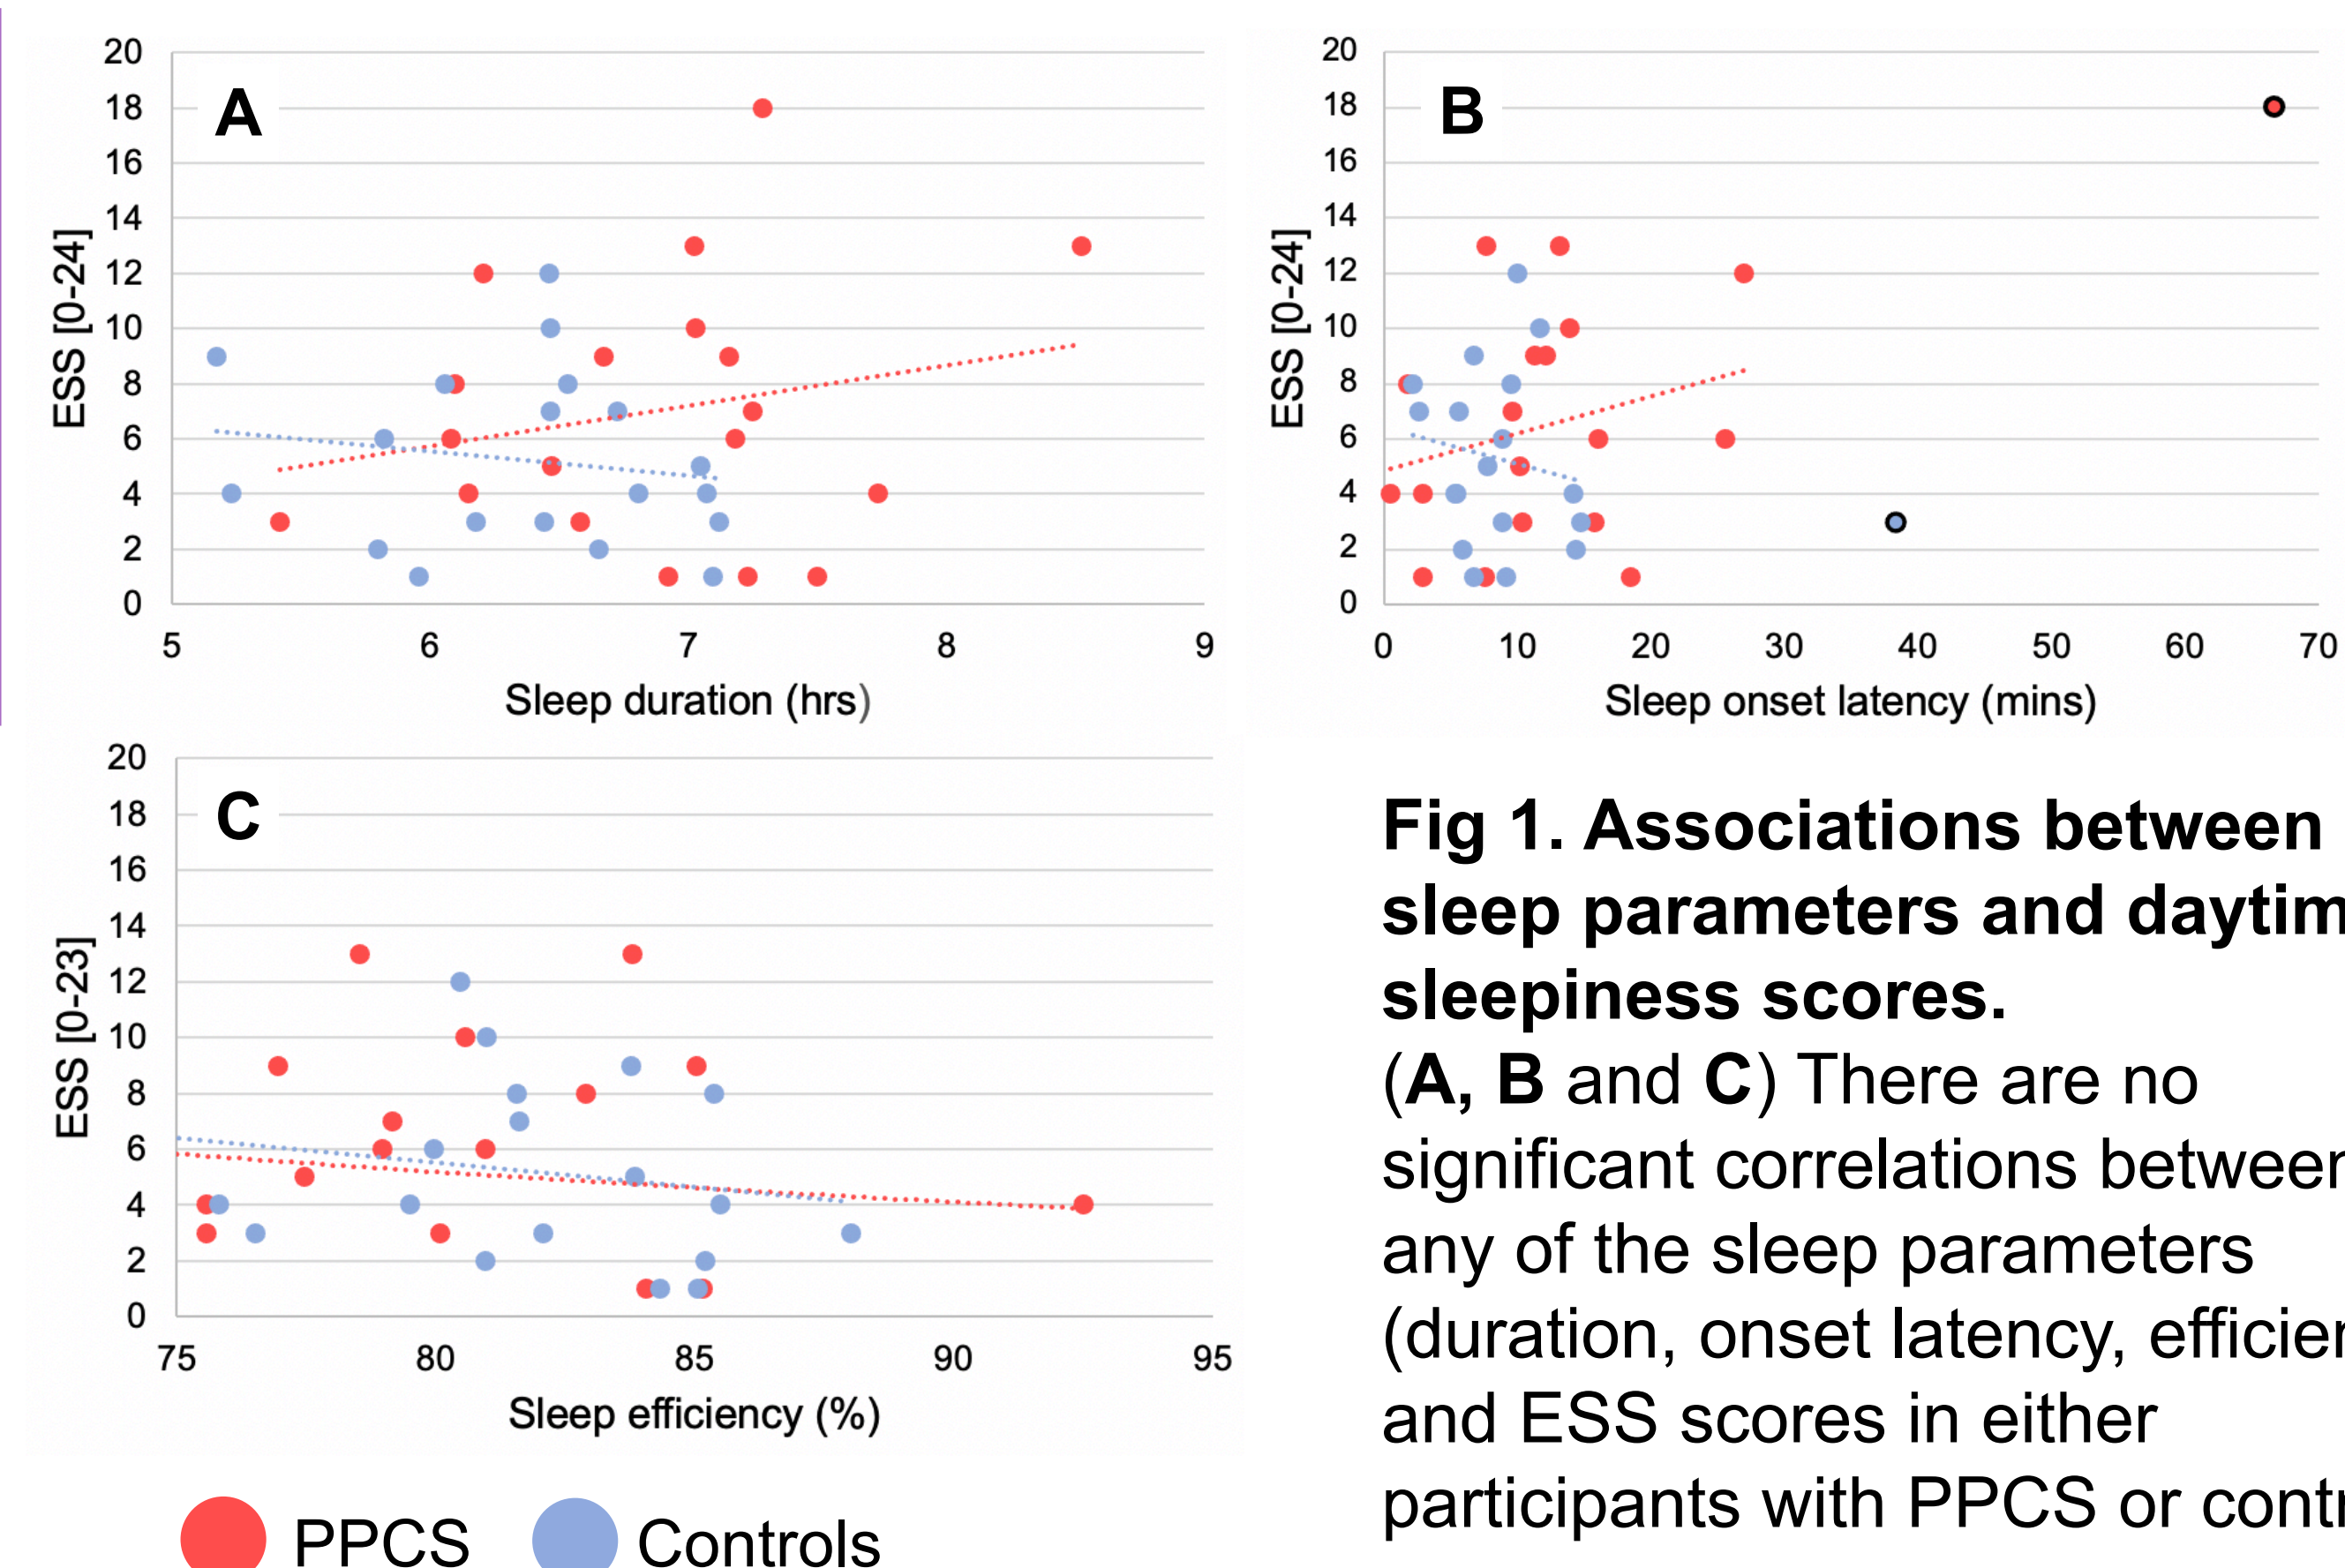 20
18
16
14
12
10
8
6
4
2
0
A
ESS [0-24]
5 6 7 8 9
Sleep duration (hrs)
20
18
16
14
12
10
8
6
4
2
0
B
ESS [0-24]
0 10 20 30 40 50 60 70
Sleep onset latency (mins)
20
18
16
14
12
10
8
6
4
2
0
C
ESS [0-23]
75 80 85 90 95
Sleep efficiency (%)
PPCS Controls
Fig 1. Associations between
sleep parameters and daytim
sleepiness scores.
(A, B and C) There are no
significant correlations between
any of the sleep parameters
(duration, onset latency, efficien
and ESS scores in either
participants with PPCS or contr